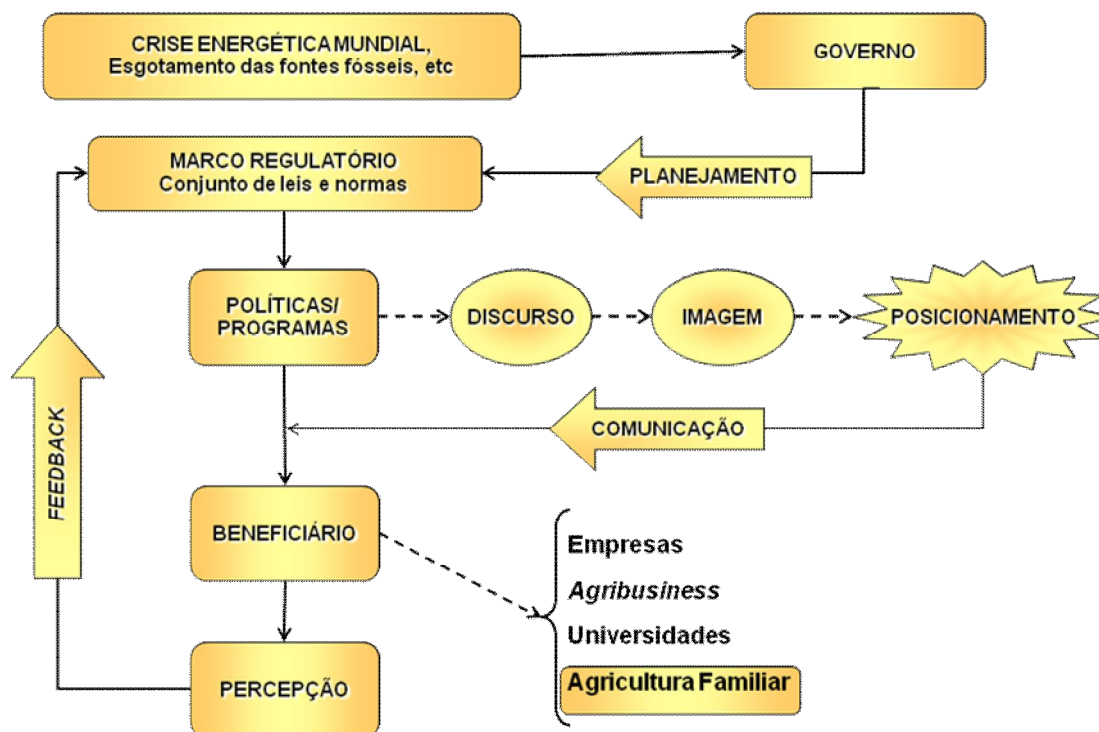 CRISE ENERGÉTICA MUNDIAL,
Esgotamento das fontes fósseis, etc
GOVERNO
MARCO REGULATÓRIO
Conjunto de leis e normas
PLANEJAMENTO
POLÍTICAS/
PROGRAMAS
DISCURSO
IMAGEM
POSICIONAMENTO
COMUNICAÇÃO
FEEDBACK
BENEFICIÁRIO
Empresas
Agribusiness
Universidades
Agricultura Familiar
PERCEPÇÃO